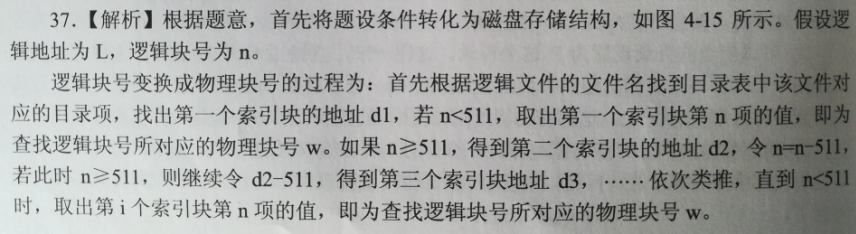 37.【解析】根据题意，首先将题设条件转化为磁盘存储结构，如图 4-15 所示。假设逻
辑地址为 L，逻辑块号为 n。
逻辑块号变换成物理块号的过程为：首先根据逻辑文件的文件名找到目录表中该文件对
应的目录项，找出第一个索引块的地址 d1，若 n<511，取出第一个索引块第 n 项的值，即为
查找逻辑块号所对应的物理块号 w。如果 n≥511，得到第二个索引块的地址 d2，令 n=n-511，
若此时 n≥511，则继续令 d2-511，得到第三个索引块地址 d3，……依次类推，直到 n<511
时，取出第 i 个索引块第 n 项的值，即为查找逻辑块号所对应的物理块号 w。